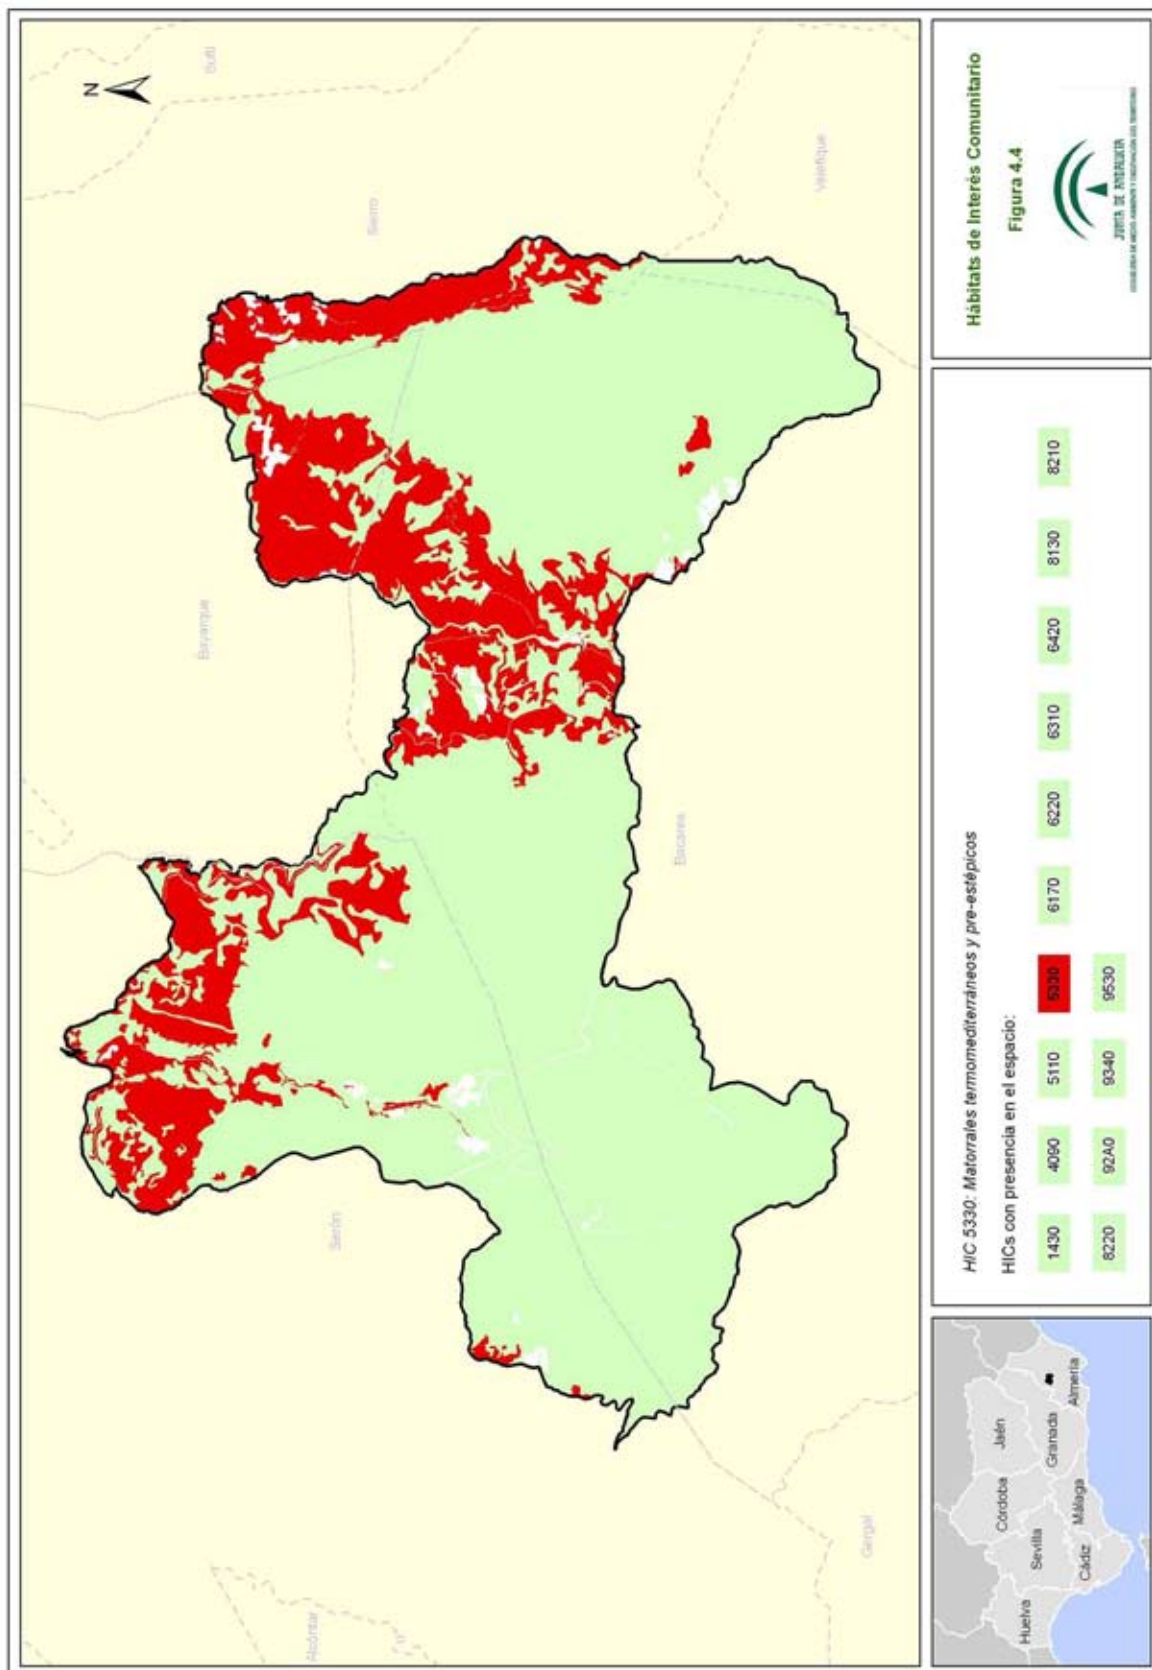 N
Sufli
Sierro
Velefique
Bayarque
Bacares
Serón
Alcóntar
Gergal
Hábitats de Interés Comunitario
Figura 4.4
JUNTA DE ANDALUCIA
HIC 5330: Matorrales termomediterráneos y pre-estépicos
HICs con presencia en el espacio:
1430 4090 5110 5330 6170 6220 6310 6420 8130 8210
8220 92A0 9340 9530
Huelva
Sevilla
Córdoba
Jaén
Cádiz
Málaga
Granada
Almería